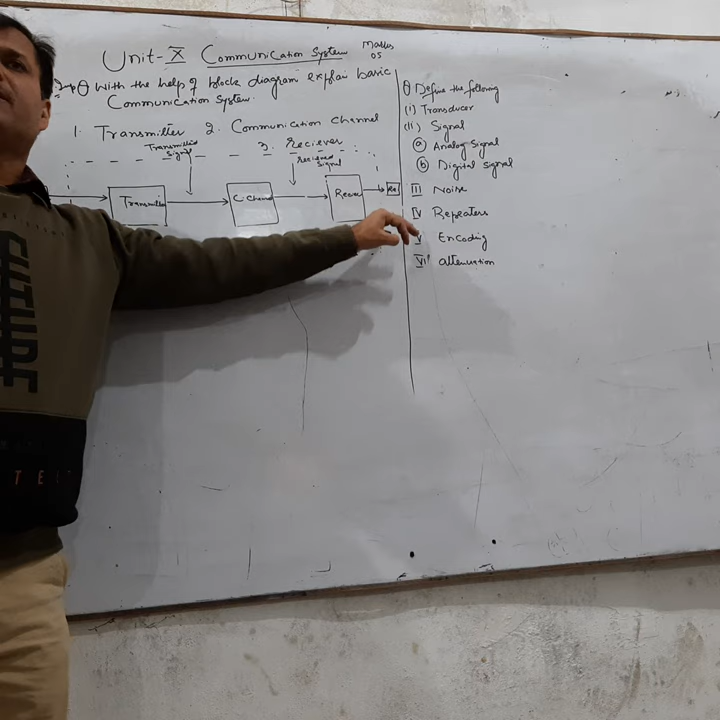 Unit-X Communication System Marks
05
Q With the help of block diagram explain basic
Communication System.
1. Transmitter 2. Communication channel
3. Reciever
Transmitted
Signal
recieved
signal
Transmitter
C. Channel
Q Define the following
(i) Transducer
(ii) Signal
(a) Analog Signal
(b) Digital signal
III Noise
IV Repeaters
V Encoding
VI attenuation